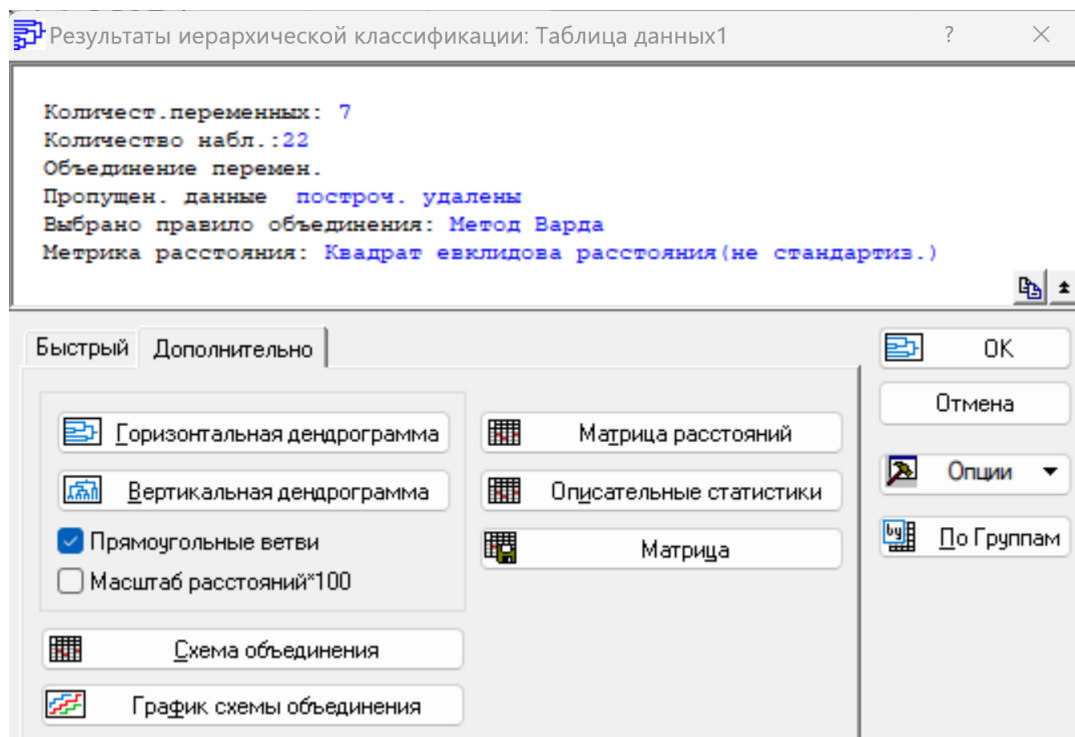 Результаты иерархической классификации: Таблица данных1
?
Количест.переменных: 7
Количество набл.:22
Объединение перемен.
Пропущен. данные построч. удалены
Выбрано правило объединения: Метод Варда
Метрика расстояния: Квадрат евклидова расстояния(не стандартиз.)
Быстрый Дополнительно
OK
Отмена
Горизонтальная дендрограмма
Матрица расстояний
Опции
Вертикальная дендрограмма
Описательные статистики
by По Группам
Прямоугольные ветви
Матрица
Масштаб расстояний*100
Схема объединения
График схемы объединения